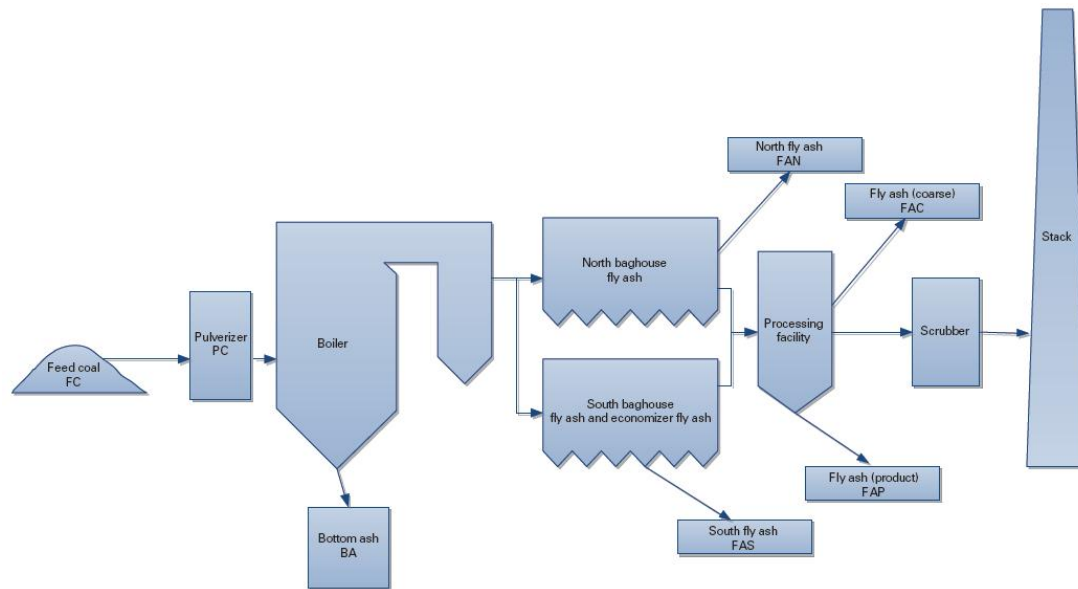 Feed coal
FC
Pulverizer
PC
Boiler
Bottom ash
BA
North baghouse
fly ash
South baghouse
fly ash and economizer fly ash
North fly ash
FAN
South fly ash
FAS
Processing
facility
Fly ash (coarse)
FAC
Fly ash (product)
FAP
Scrubber
Stack